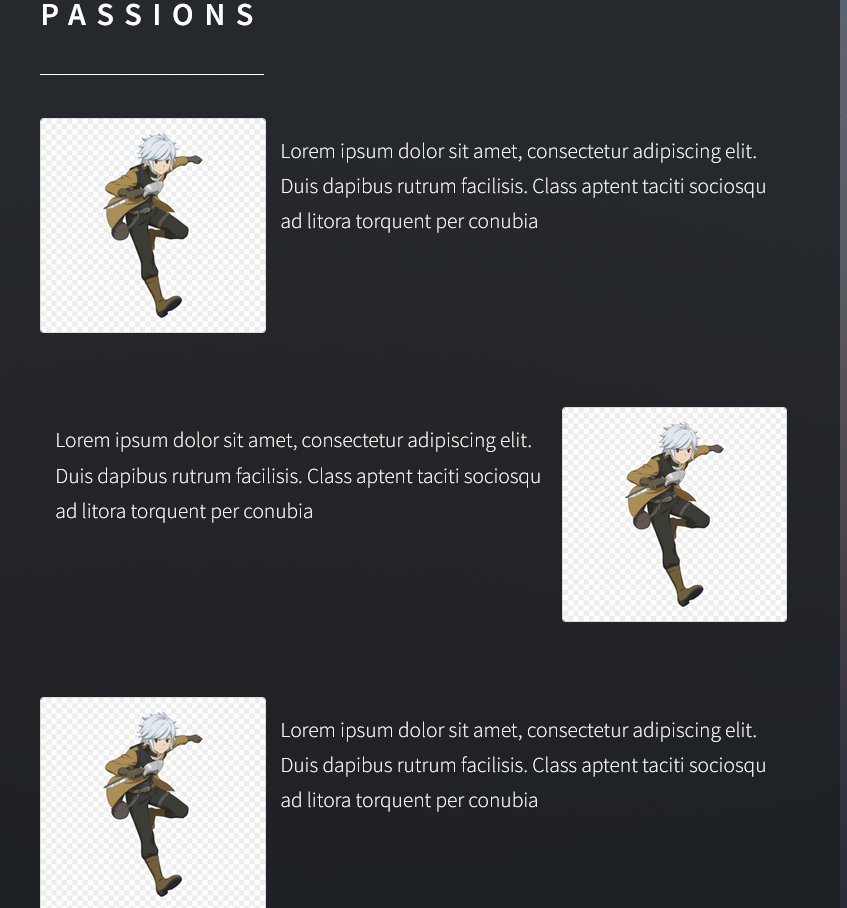 PASSIONS
Lorem ipsum dolor sit amet, consectetur adipiscing elit.
Duis dapibus rutrum facilisis. Class aptent taciti sociosqu
ad litora torquent per conubia
Lorem ipsum dolor sit amet, consectetur adipiscing elit.
Duis dapibus rutrum facilisis. Class aptent taciti sociosqu
ad litora torquent per conubia
Lorem ipsum dolor sit amet, consectetur adipiscing elit.
Duis dapibus rutrum facilisis. Class aptent taciti sociosqu
ad litora torquent per conubia